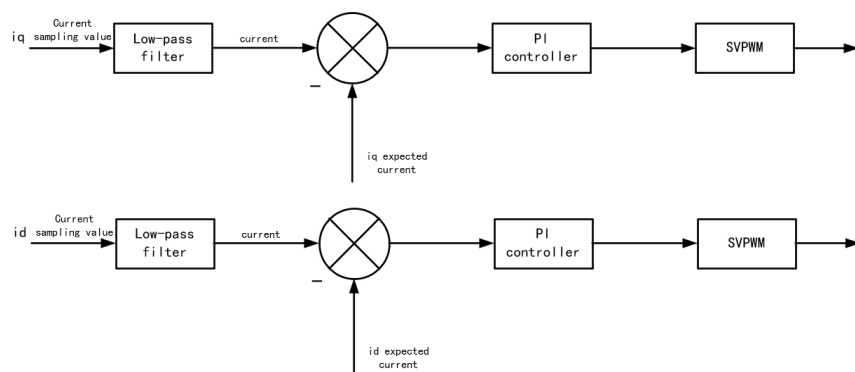 Current
iq sampling value
Low-pass
filter
current
PI
controller
SVPWM
−
iq expected
current
Current
id sampling value
Low-pass
filter
current
PI
controller
SVPWM
−
id expected
current